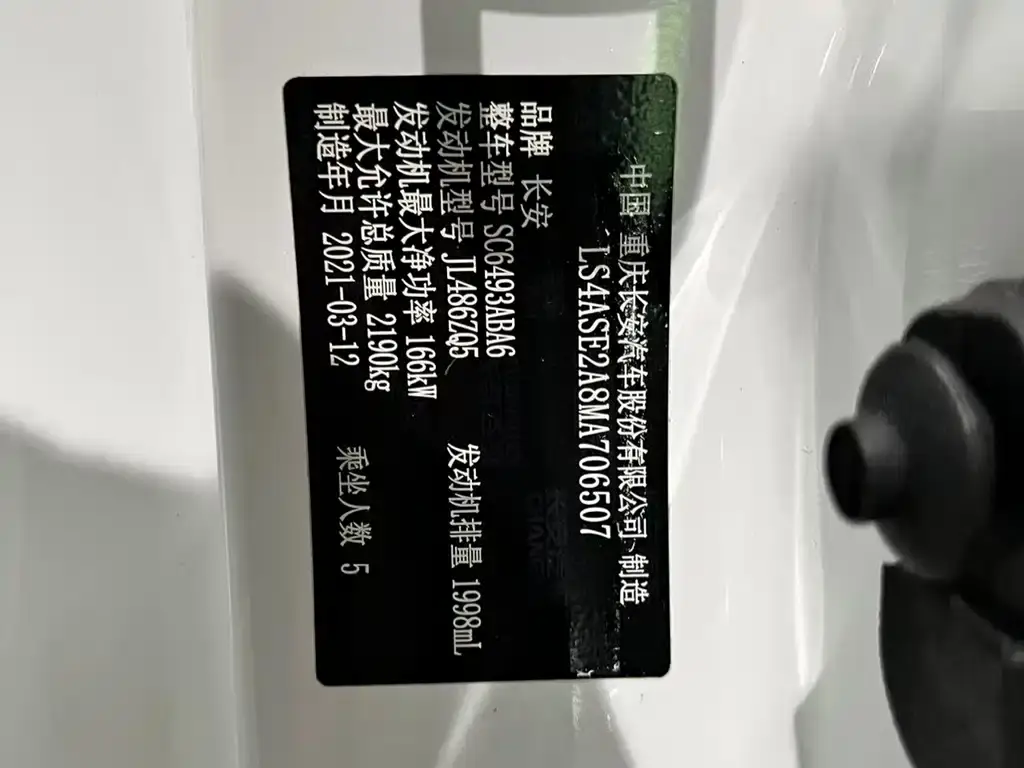 中国 重庆长安汽车股份有限公司 制造
LS4ASE2A8MA706507
品牌 长安
整车型号 SC6493ABA6
发动机型号 JL486ZQ5 发动机排量 1998mL
发动机最大净功率 166kW
最大允许总质量 2190kg 乘坐人数 5
制造年月 2021-03-12